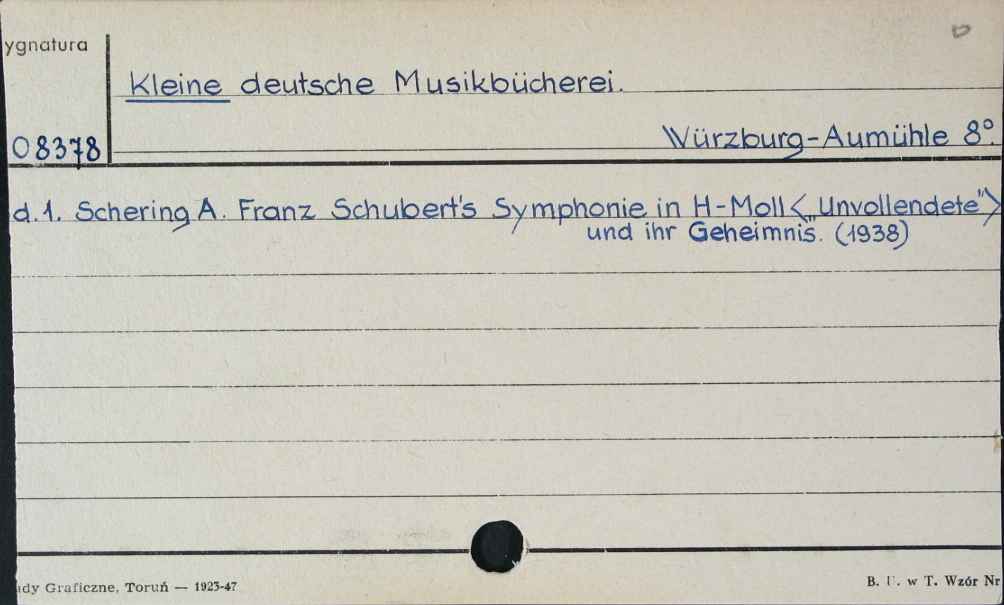 ygnatura
Kleine deutsche Musikbücherei.
08378
Würzburg-Aumühle 8°.
d.1. Schering A. Franz Schubert's Symphonie in H-Moll <„Unvollendete">
und ihr Geheimnis. (1938)
ady Graficzne, Toruń — 1923-47
B. U. w T. Wzór Nr